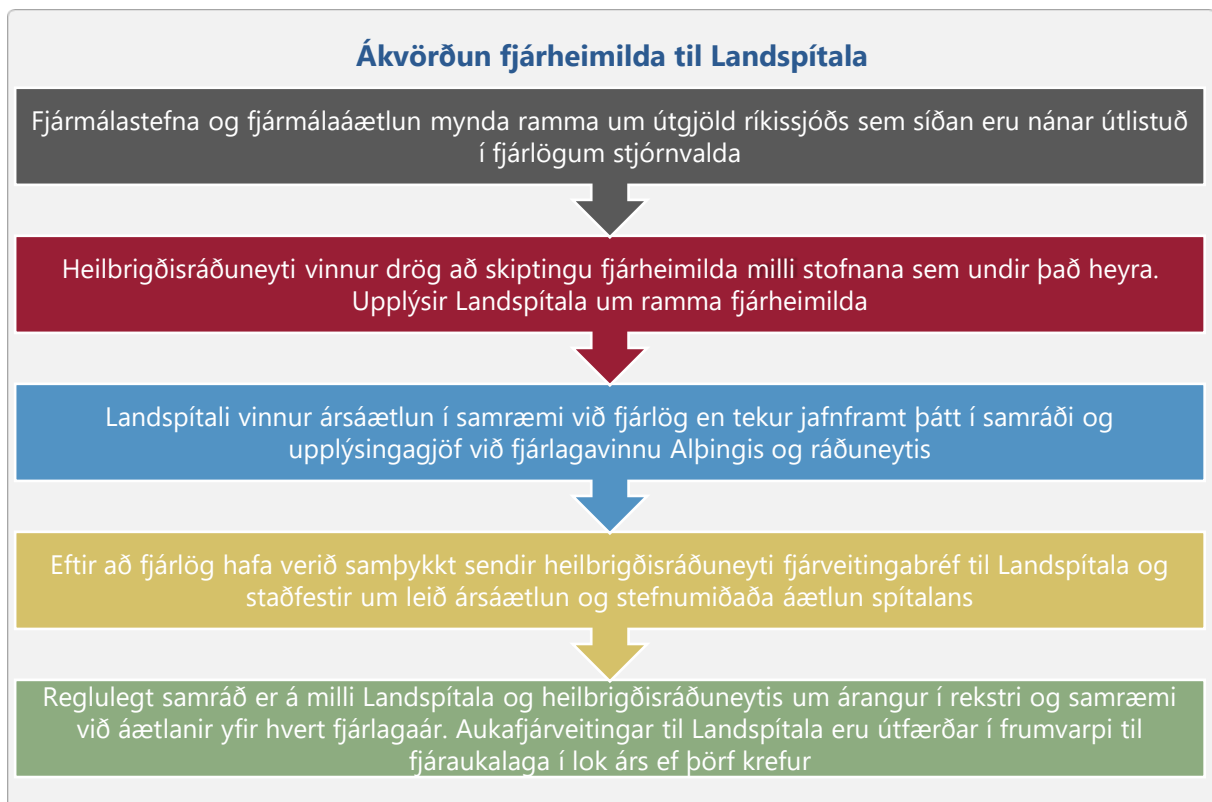 Ákvörðun fjárheimilda til Landspítala
Fjármálastefna og fjármálaáætlun mynda ramma um útgjöld ríkissjóðs sem síðan eru nánar útlistuð
í fjárlögum stjórnvalda
Heilbrigðisráðuneyti vinnur drög að skiptingu fjárheimilda milli stofnana sem undir það heyra.
Upplýsir Landspítala um ramma fjárheimilda
Landspítali vinnur ársáætlun í samræmi við fjárlög en tekur jafnframt þátt í samráði og
upplýsingagjöf við fjárlagavinnu Alþingis og ráðuneytis
Eftir að fjárlög hafa verið samþykkt sendir heilbrigðisráðuneyti fjárveitingabréf til Landspítala og
staðfestir um leið ársáætlun og stefnumiðaða áætlun spítalans
Reglulegt samráð er á milli Landspítala og heilbrigðisráðuneytis um árangur í rekstri og samræmi
við áætlanir yfir hvert fjárlagaár. Aukafjárveitingar til Landspítala eru útfærðar í frumvarpi til
fjáraukalaga í lok árs ef þörf krefur